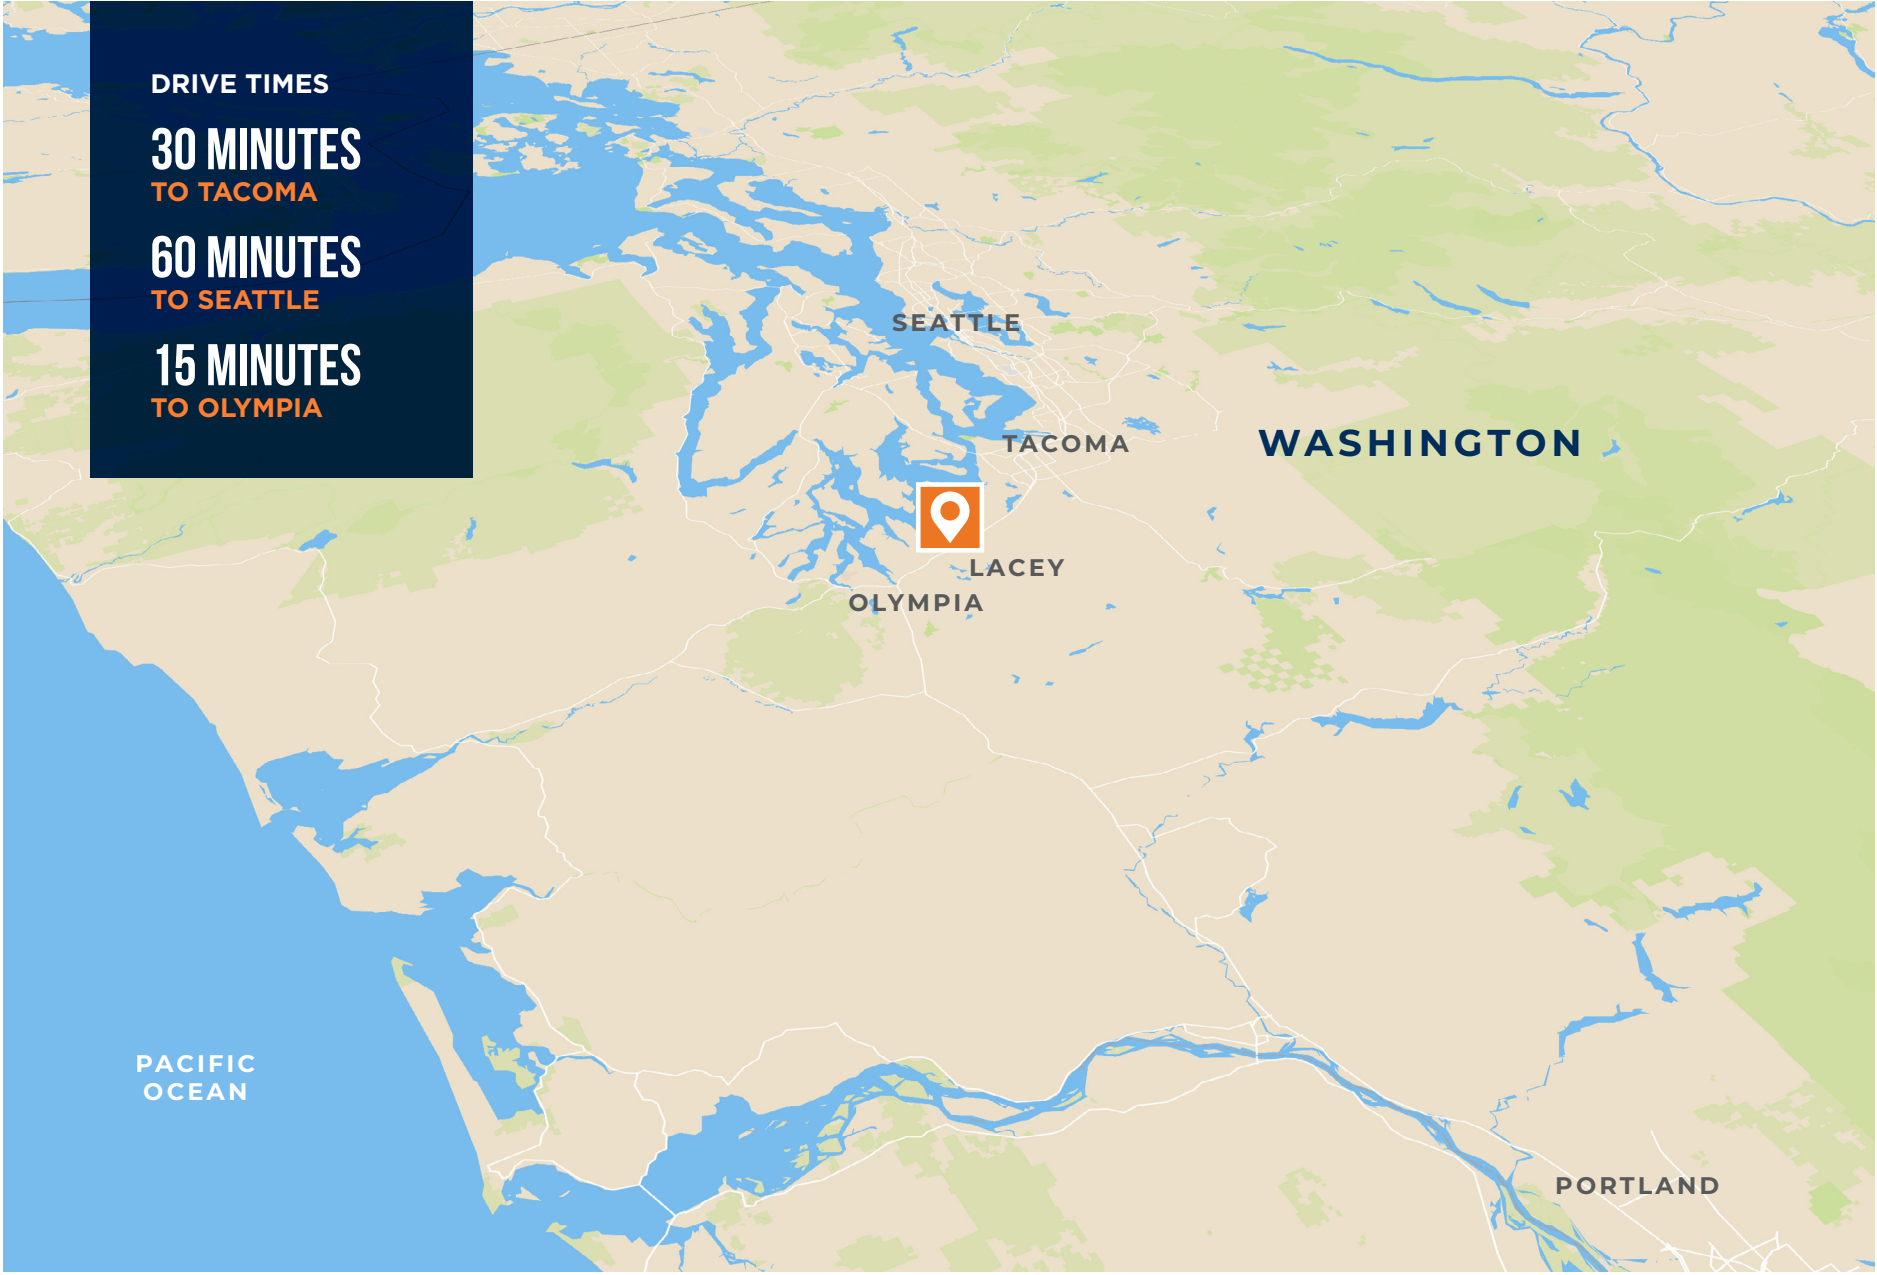 DRIVE TIMES
30 MINUTES
TO TACOMA
60 MINUTES
TO SEATTLE
15 MINUTES
TO OLYMPIA
SEATTLE
TACOMA
WASHINGTON
LACEY
OLYMPIA
PACIFIC
OCEAN
PORTLAND